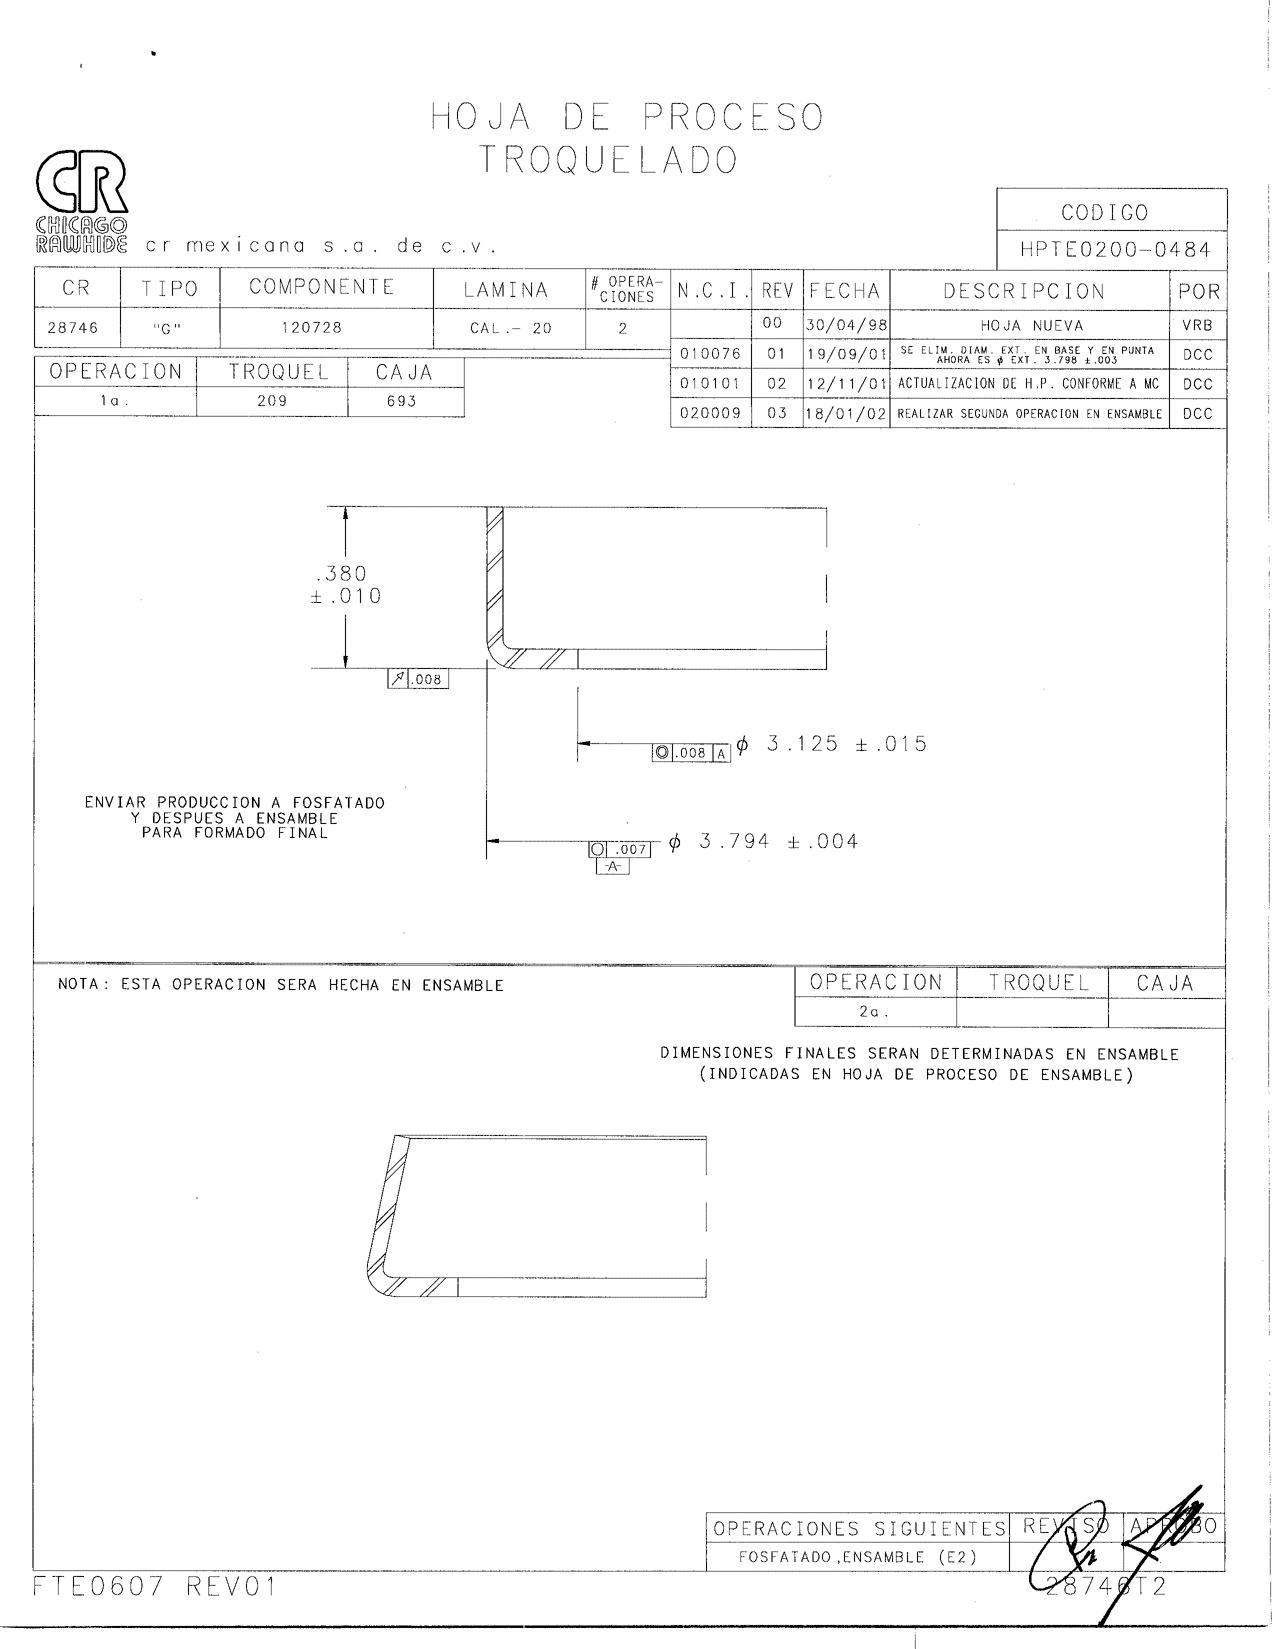 HOJA DE PROCESO
TROQUELADO
CR
CHICAGO
RAWHIDE
cr mexicana s.a. de c.v.
CODIGO
HPTE0200-0484
CR TIPO COMPONENTE LAMINA # OPERA-CIONES N.C.I. REV FECHA DESCRIPCION POR
28746 "G" 120728 CAL.- 20 2 00 30/04/98 HOJA NUEVA VRB
010076 01 19/09/01 SE ELIM. DIAM. EXT. EN BASE Y EN PUNTA
AHORA ES ϕ EXT. 3.798 ±.003 DCC
010101 02 12/11/01 ACTUALIZACION DE H.P. CONFORME A MC DCC
020009 03 18/01/02 REALIZAR SEGUNDA OPERACION EN ENSAMBLE DCC
OPERACION TROQUEL CAJA
1a. 209 693
.380
±.010
.008
.008 A ϕ 3.125 ±.015
ENVIAR PRODUCCION A FOSFATADO
Y DESPUES A ENSAMBLE
PARA FORMADO FINAL
.007 ϕ 3.794 ±.004
-A-
NOTA: ESTA OPERACION SERA HECHA EN ENSAMBLE
OPERACION TROQUEL CAJA
2a.
DIMENSIONES FINALES SERAN DETERMINADAS EN ENSAMBLE
(INDICADAS EN HOJA DE PROCESO DE ENSAMBLE)
OPERACIONES SIGUIENTES REVISO APROBO
FOSFATADO,ENSAMBLE (E2)
FTE0607 REV01
28746T2